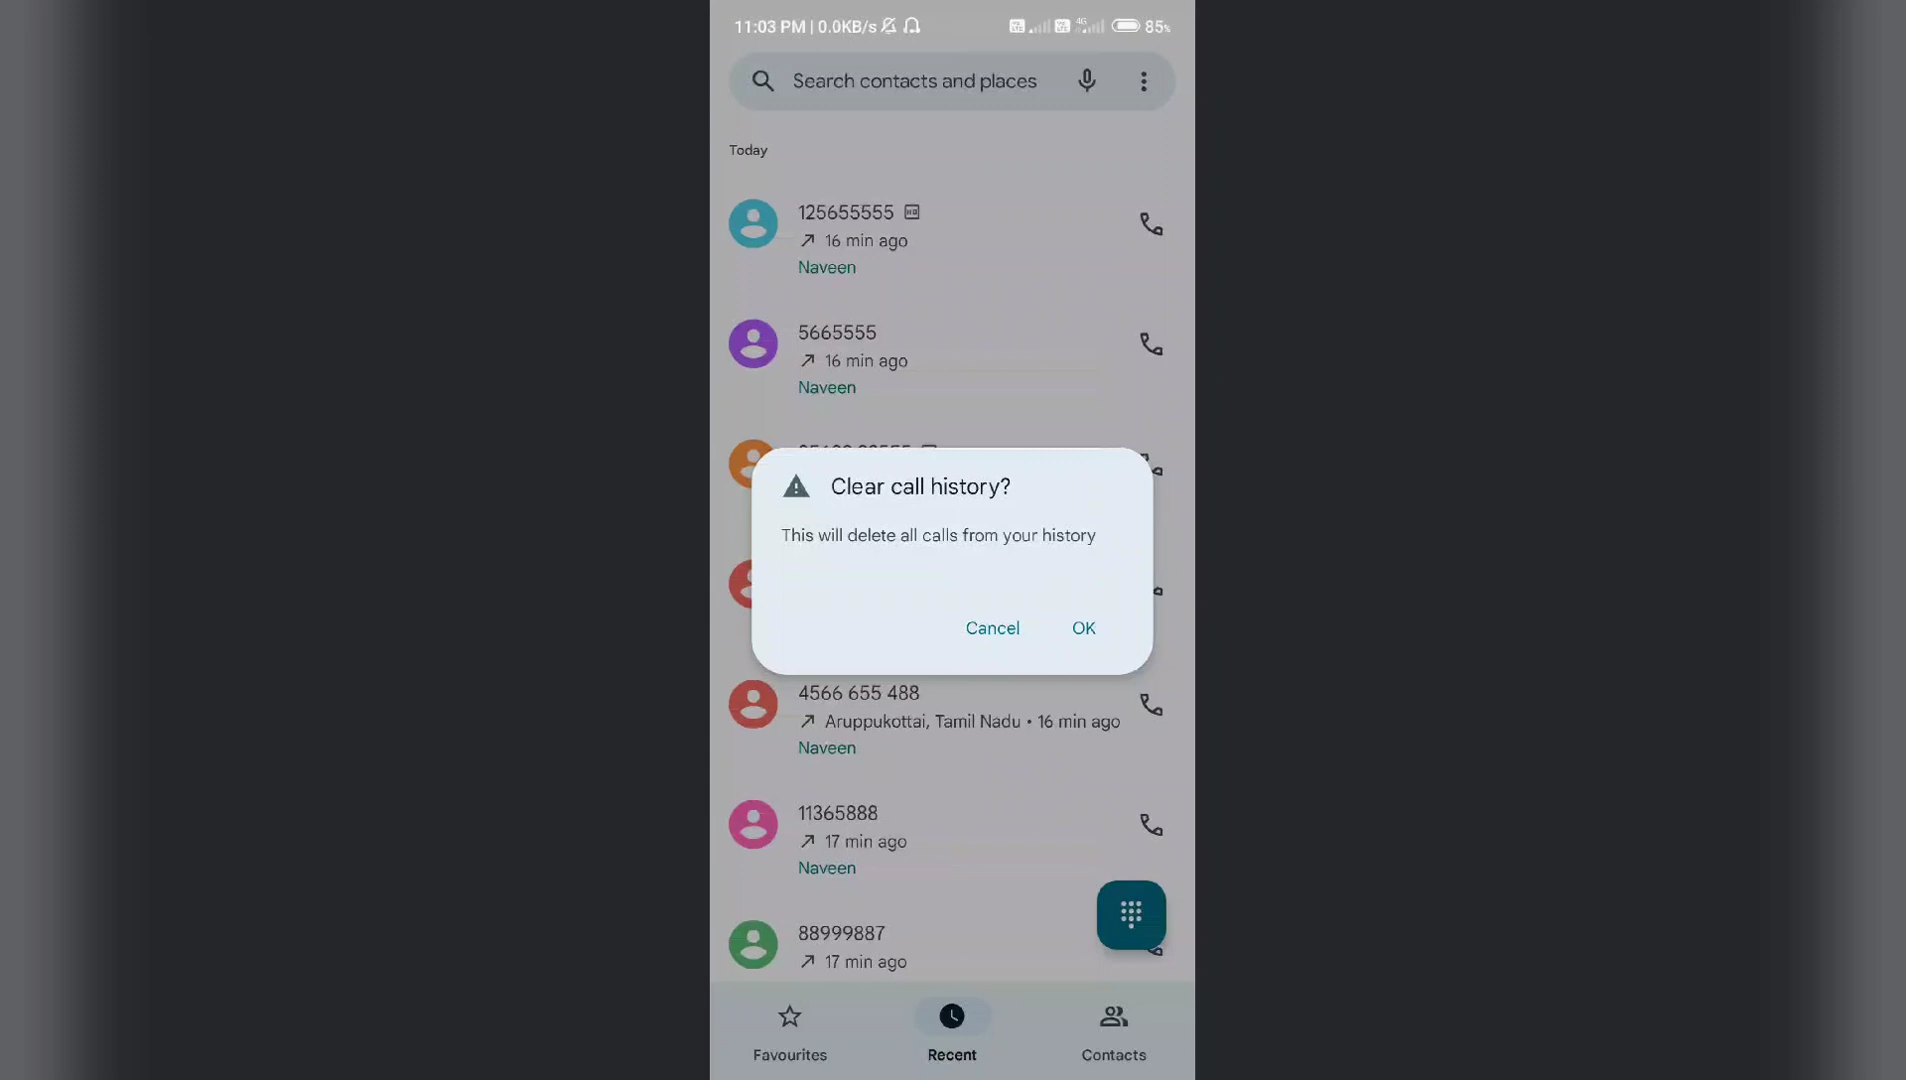 11:03 PM | 0.0KB/s 4G 85%
Search contacts and places
Today
125655555 HD
16 min ago
Naveen
5665555
16 min ago
Naveen
Clear call history?
This will delete all calls from your history
Cancel OK
4566 655 488
Aruppukottai, Tamil Nadu • 16 min ago
Naveen
11365888
17 min ago
Naveen
88999887
17 min ago
Favourites Recent Contacts